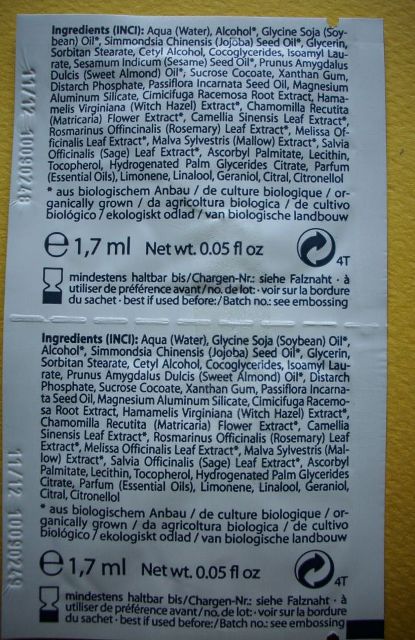 Ingredients (INCI): Aqua (Water), Alcohol*, Glycine Soja (Soy-
bean) Oil*, Simmondsia Chinensis (Jojoba) Seed Oil*, Glycerin,
Sorbitan Stearate, Cetyl Alcohol, Cocoglycerides, Isoamyl Lau-
rate, Sesamum Indicum (Sesame) Seed Oil*, Prunus Amygdalus
Dulcis (Sweet Almond) Oil*, Sucrose Cocoate, Xanthan Gum,
Distarch Phosphate, Passiflora Incarnata Seed Oil, Magnesium
Aluminum Silicate, Cimicifuga Racemosa Root Extract, Hama-
melis Virginiana (Witch Hazel) Extract*, Chamomilla Recutita
(Matricaria) Flower Extract*, Camellia Sinensis Leaf Extract*,
Rosmarinus Offincinalis (Rosemary) Leaf Extract*, Melissa Of-
ficinalis Leaf Extract*, Malva Sylvestris (Mallow) Extract*, Salvia
Officinalis (Sage) Leaf Extract*, Ascorbyl Palmitate, Lecithin,
Tocopherol, Hydrogenated Palm Glycerides Citrate, Parfum
(Essential Oils), Limonene, Linalool, Geraniol, Citral, Citronellol
* aus biologischem Anbau / de culture biologique / or-
ganically grown / da agricoltura biologica / de cultivo
biológico / ekologiskt odlad / van biologische landbouw
e 1,7 ml Net wt. 0.05 fl oz
4T
mindestens haltbar bis/Chargen-Nr.: siehe Falznaht · à
utiliser de préférence avant/no. de lot: · voir sur la bordure
du sachet · best if used before:/Batch no.: see embossing
11/12 10090248
Ingredients (INCI): Aqua (Water), Glycine Soja (Soybean) Oil*,
Alcohol*, Simmondsia Chinensis (Jojoba) Seed Oil*, Glycerin,
Sorbitan Stearate, Cetyl Alcohol, Cocoglycerides, Isoamyl Lau-
rate, Prunus Amygdalus Dulcis (Sweet Almond) Oil*, Distarch
Phosphate, Sucrose Cocoate, Xanthan Gum, Passiflora Incarna-
ta Seed Oil, Magnesium Aluminum Silicate, Cimicifuga Racemo-
sa Root Extract, Hamamelis Virginiana (Witch Hazel) Extract*,
Chamomilla Recutita (Matricaria) Flower Extract*, Camellia
Sinensis Leaf Extract*, Rosmarinus Officinalis (Rosemary) Leaf
Extract*, Melissa Officinalis Leaf Extract*, Malva Sylvestris (Mal-
low) Extract*, Salvia Officinalis (Sage) Leaf Extract*, Ascorbyl
Palmitate, Lecithin, Tocopherol, Hydrogenated Palm Glycerides
Citrate, Parfum (Essential Oils), Limonene, Linalool, Geraniol,
Citral, Citronellol
* aus biologischem Anbau / de culture biologique / or-
ganically grown / da agricoltura biologica / de cultivo
biológico / ekologiskt odlad / van biologische landbouw
e 1,7 ml Net wt. 0.05 fl oz
4T
mindestens haltbar bis/Chargen-Nr.: siehe Falznaht · à
utiliser de préférence avant/no. de lot: · voir sur la bordure
du sachet · best if used before:/Batch no.: see embossing
11/12 10090249